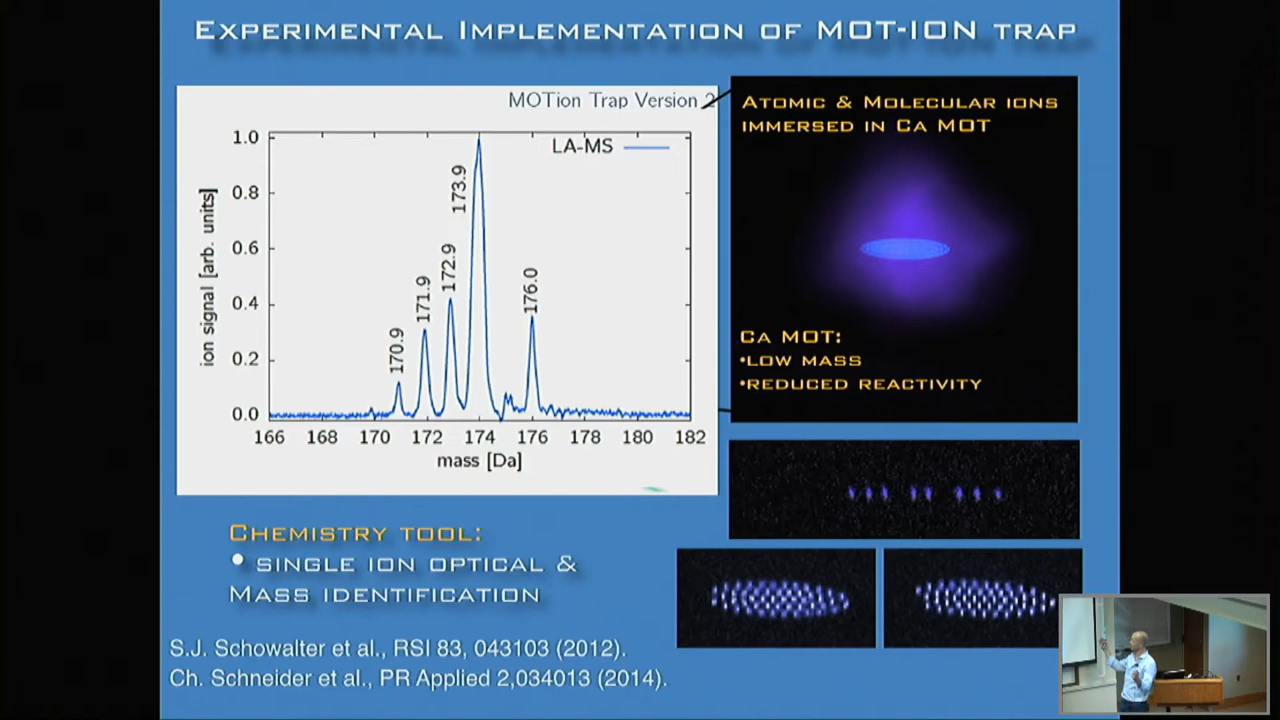 EXPERIMENTAL IMPLEMENTATION OF MOT-ION TRAP
MOTion Trap Version 2
LA-MS
1.0
0.8
0.6
0.4
0.2
0.0
ion signal [arb. units]
170.9
171.9
172.9
173.9
176.0
166 168 170 172 174 176 178 180 182
mass [Da]
ATOMIC & MOLECULAR IONS
IMMERSED IN CA MOT
CA MOT:
•LOW MASS
•REDUCED REACTIVITY
CHEMISTRY TOOL:
• SINGLE ION OPTICAL &
MASS IDENTIFICATION
S.J. Schowalter et al., RSI 83, 043103 (2012).
Ch. Schneider et al., PR Applied 2,034013 (2014).